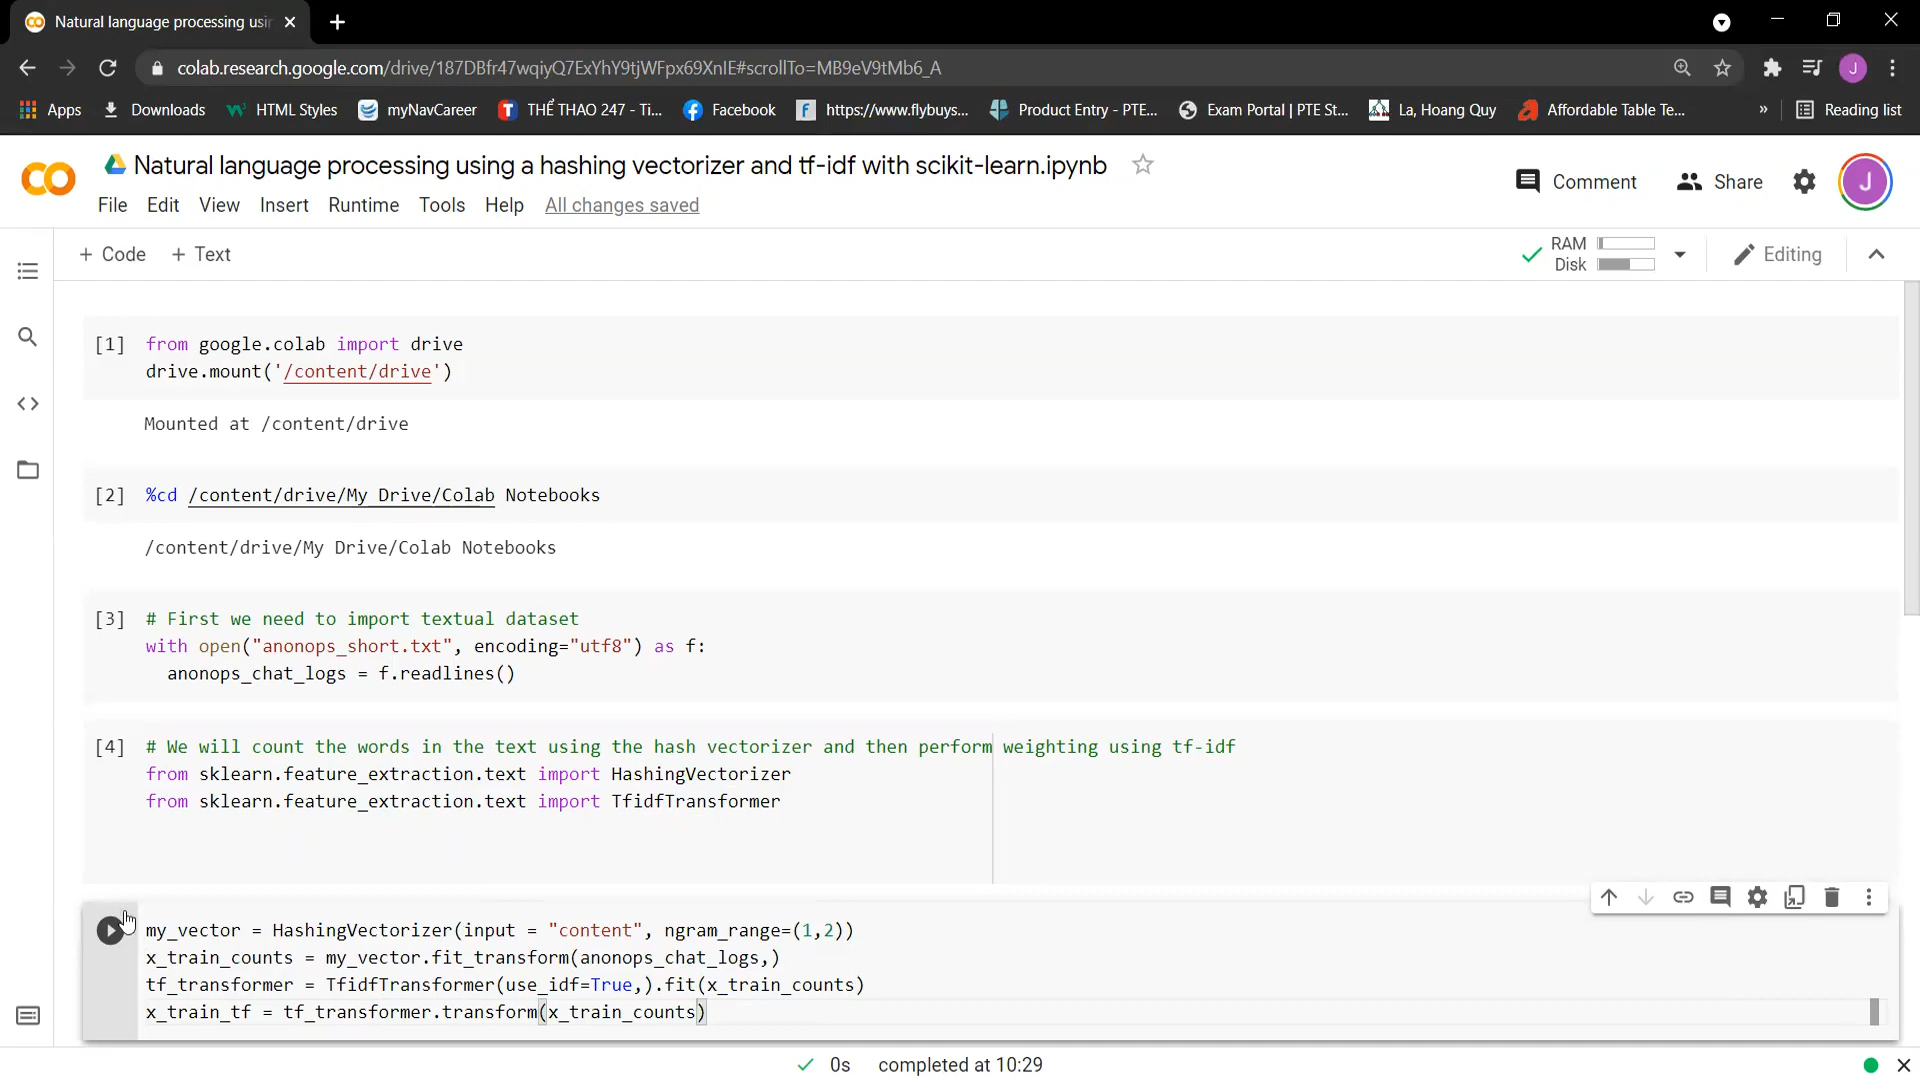 Natural language processing usin
colab.research.google.com/drive/187DBfr47wqiyQ7ExYhY9tjWFpx69XnIE#scrollTo=MB9eV9tMb6_A
J
Apps Downloads HTML Styles myNavCareer THỂ THAO 247 - Ti... Facebook https://www.flybuys... Product Entry - PTE... Exam Portal | PTE St... La, Hoang Quy Affordable Table Te... » Reading list
Natural language processing using a hashing vectorizer and tf-idf with scikit-learn.ipynb
Comment Share J
File Edit View Insert Runtime Tools Help All changes saved
+ Code + Text
RAM
Disk
Editing
[1] from google.colab import drive
drive.mount('/content/drive')
Mounted at /content/drive
[2] %cd /content/drive/My Drive/Colab Notebooks
/content/drive/My Drive/Colab Notebooks
[3] # First we need to import textual dataset
with open("anonops_short.txt", encoding="utf8") as f:
anonops_chat_logs = f.readlines()
[4] # We will count the words in the text using the hash vectorizer and then perform weighting using tf-idf
from sklearn.feature_extraction.text import HashingVectorizer
from sklearn.feature_extraction.text import TfidfTransformer
my_vector = HashingVectorizer(input = "content", ngram_range=(1,2))
x_train_counts = my_vector.fit_transform(anonops_chat_logs,)
tf_transformer = TfidfTransformer(use_idf=True,).fit(x_train_counts)
x_train_tf = tf_transformer.transform(x_train_counts)
0s completed at 10:29